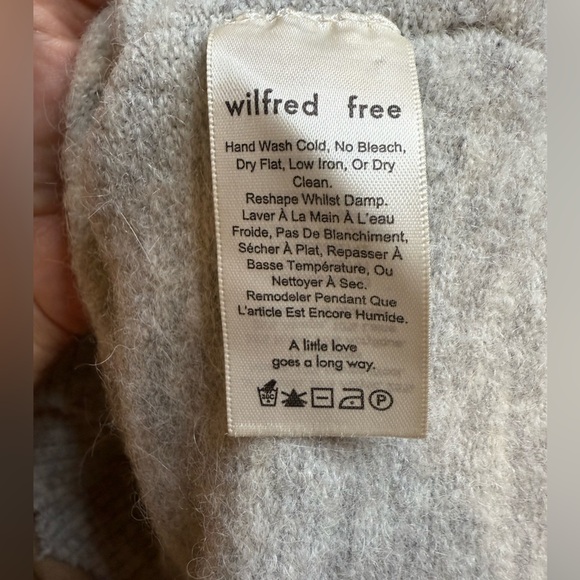 wilfred free
Hand Wash Cold, No Bleach,
Dry Flat, Low Iron, Or Dry
Clean.
Reshape Whilst Damp.
Laver À La Main À L'eau
Froide, Pas De Blanchiment,
Sécher À Plat, Repasser À
Basse Température, Ou
Nettoyer À Sec.
Remodeler Pendant Que
L'article Est Encore Humide.
A little love
goes a long way.
P